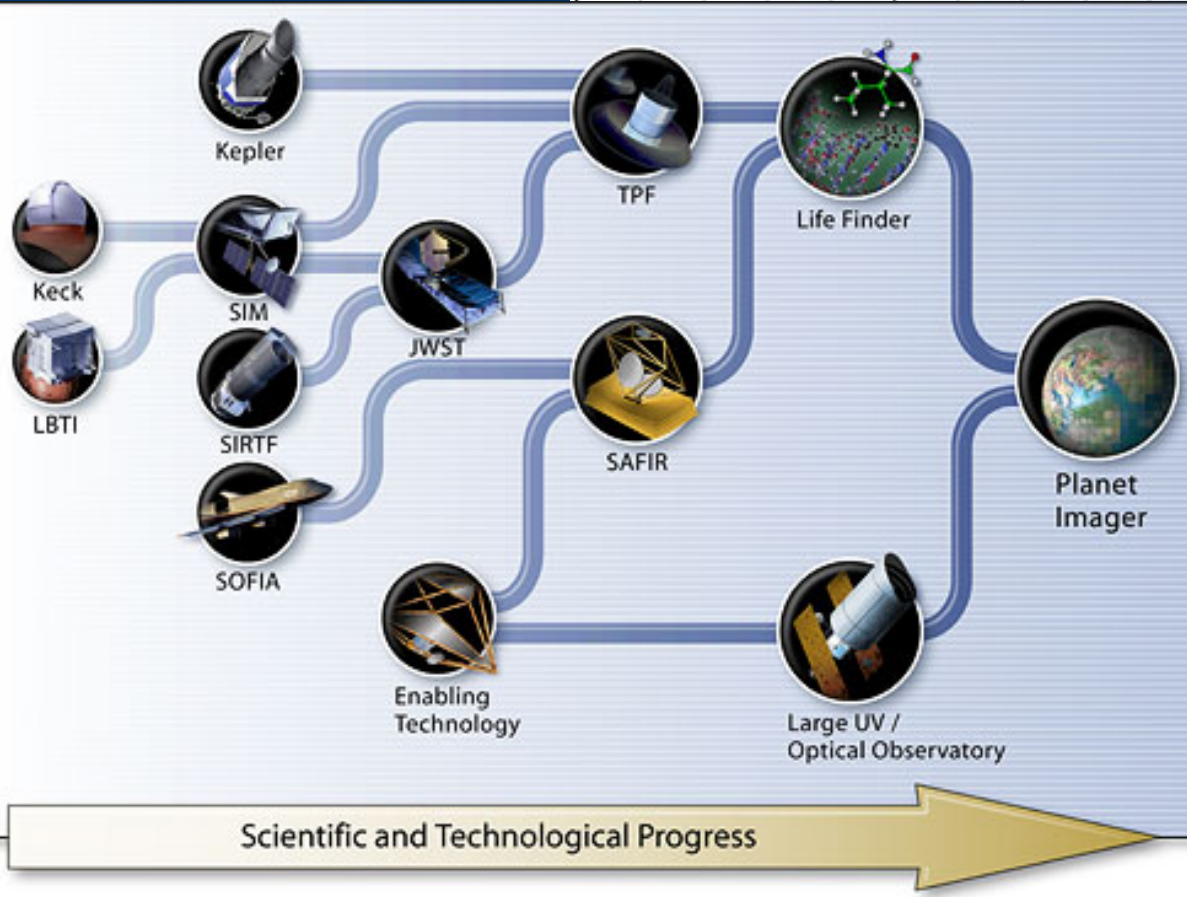 Kepler
TPF
Life Finder
Keck
SIM
JWST
LBTI
SIRTF
SAFIR
Planet
Imager
SOFIA
Enabling
Technology
Large UV /
Optical Observatory
Scientific and Technological Progress